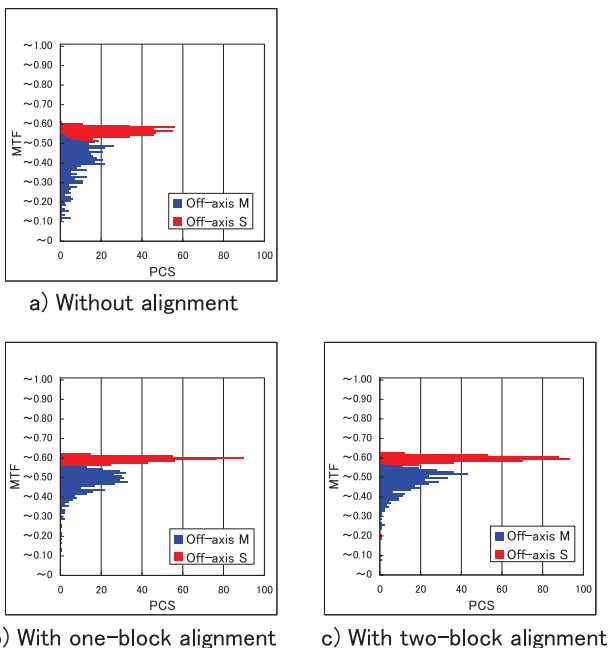 ~1.00
~0.90
~0.80
~0.70
~0.60
~0.50
~0.40
~0.30
~0.20
~0.10
~0
MTF
Off-axis M
Off-axis S
0 20 40 60 80 100
PCS
a) Without alignment
~1.00
~0.90
~0.80
~0.70
~0.60
~0.50
~0.40
~0.30
~0.20
~0.10
~0
MTF
Off-axis M
Off-axis S
0 20 40 60 80 100
PCS
) With one-block alignment
~1.00
~0.90
~0.80
~0.70
~0.60
~0.50
~0.40
~0.30
~0.20
~0.10
~0
MTF
Off-axis M
Off-axis S
0 20 40 60 80 100
PCS
c) With two-block alignment